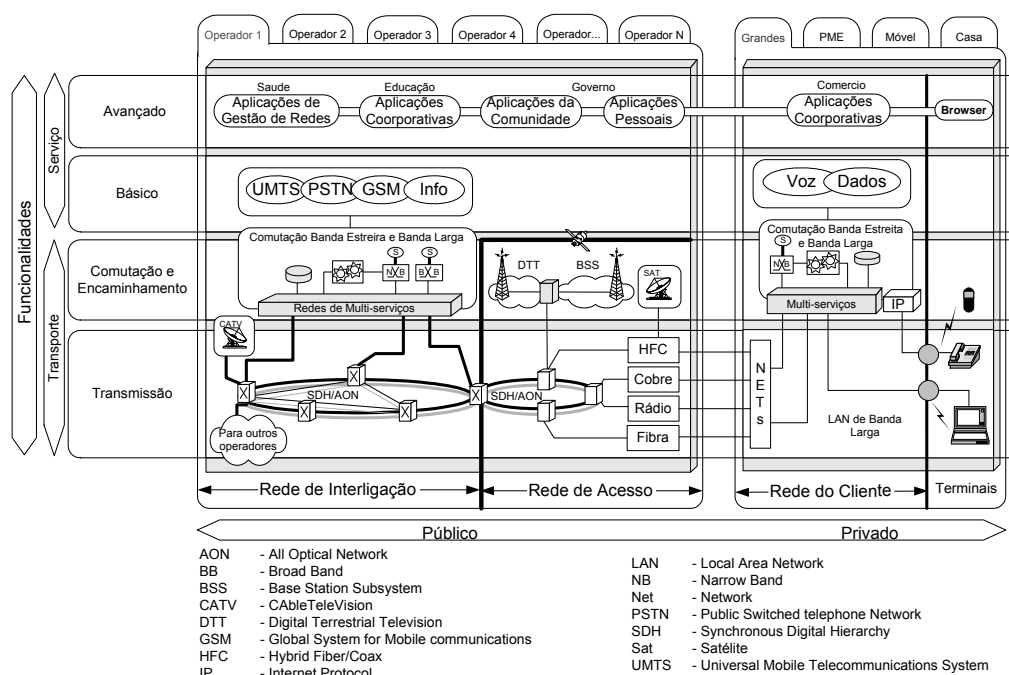 Operador 1
Operador 2
Operador 3
Operador 4
Operador...
Operador N
Grandes
PME
Móvel
Casa
Funcionalidades
Serviço
Transporte
Avançado
Básico
Comutação e
Encaminhamento
Transmissão
Saude
Educação
Governo
Comercio
Aplicações de
Gestão de Redes
Aplicações
Coorporativas
Aplicações da
Comunidade
Aplicações
Pessoais
Aplicações
Coorporativas
Browser
UMTS
PSTN
GSM
Info
Voz
Dados
Comutação Banda Estreira e Banda Larga
S
S
N B
B B
Redes de Multi-serviços
DTT
BSS
SAT
Comutação Banda Estreita
e Banda Larga
S
N B
Multi-serviços
IP
CATV
SDH/AON
SDH/AON
Para outros
operadores
HFC
Cobre
Rádio
Fibra
N
E
T
s
LAN de Banda
Larga
Rede de Interligação
Rede de Acesso
Rede do Cliente
Terminais
Público
Privado
AON - All Optical Network
BB - Broad Band
BSS - Base Station Subsystem
CATV - CAbleTeleVision
DTT - Digital Terrestrial Television
GSM - Global System for Mobile communications
HFC - Hybrid Fiber/Coax
IP - Internet Protocol
LAN - Local Area Network
NB - Narrow Band
Net - Network
PSTN - Public Switched telephone Network
SDH - Synchronous Digital Hierarchy
Sat - Satélite
UMTS - Universal Mobile Telecommunications System